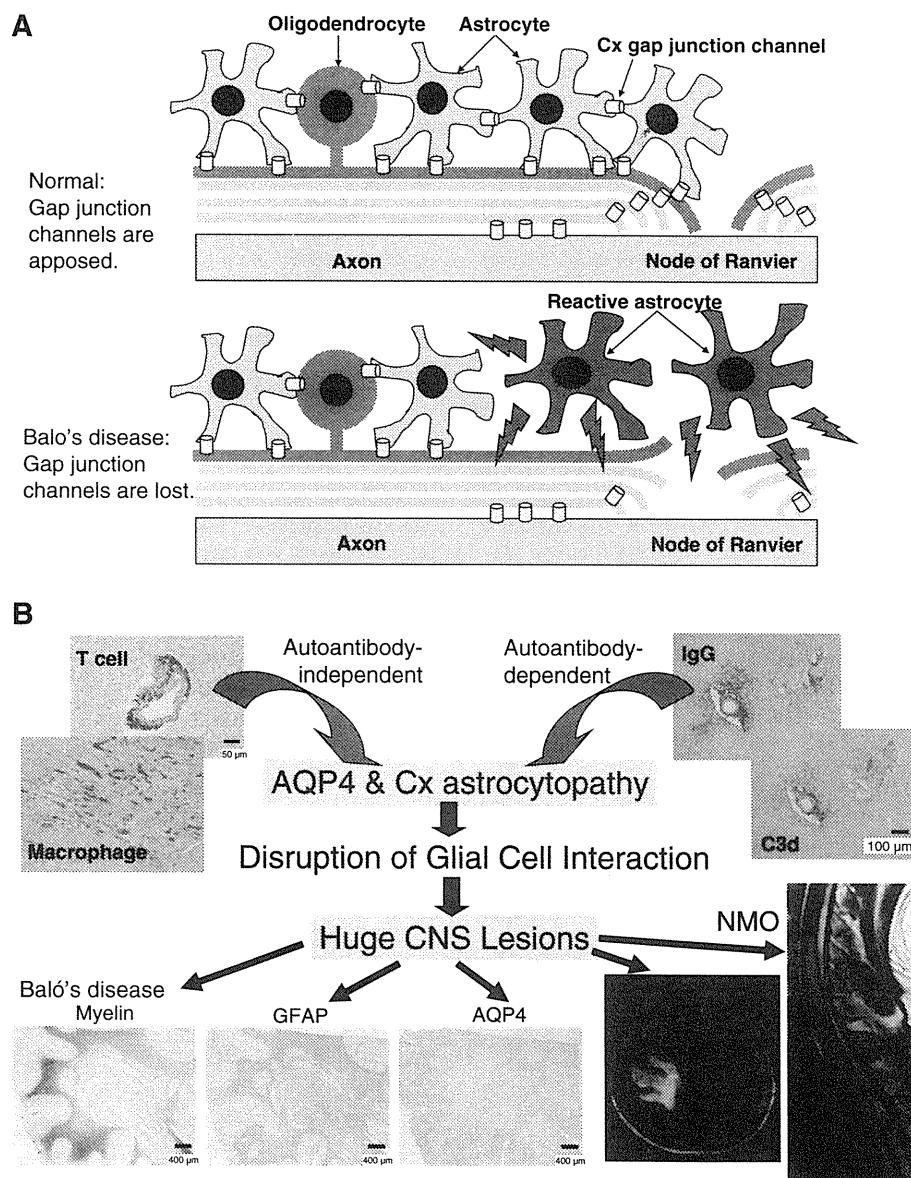 A
Oligodendrocyte
Astrocyte
Cx gap junction channel
Normal:
Gap junction
channels are
apposed.
Axon
Node of Ranvier
Reactive astrocyte
Balo's disease:
Gap junction
channels are lost.
Axon
Node of Ranvier
B
T cell
50 μm
Macrophage
Autoantibody-
independent
Autoantibody-
dependent
IgG
C3d
100 μm
AQP4 & Cx astrocytopathy
Disruption of Glial Cell Interaction
Huge CNS Lesions
NMO
Baló's disease
Myelin
GFAP
AQP4
400 μm
400 μm
400 μm